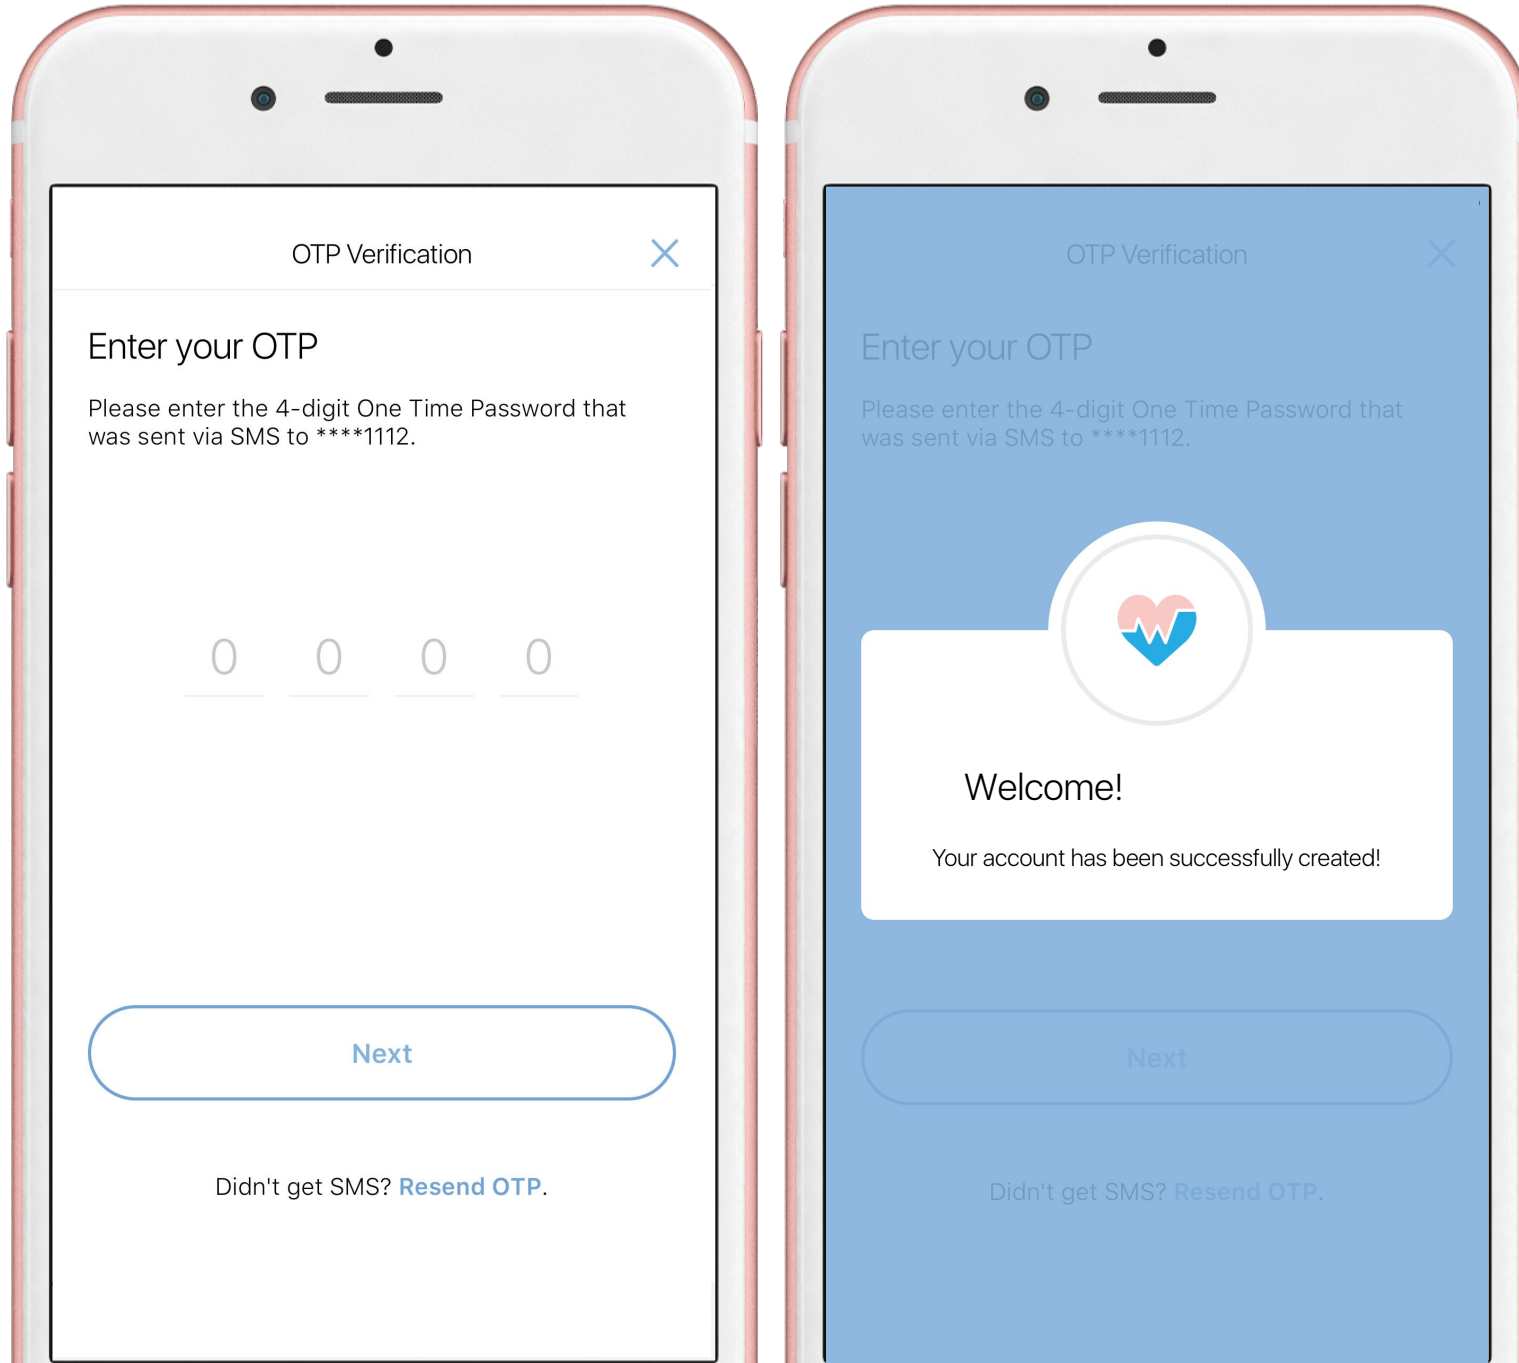 OTP Verification
Enter your OTP
Please enter the 4-digit One Time Password that
was sent via SMS to ****1112.
0 0 0 0
Next
Didn't get SMS? Resend OTP.
OTP Verification
Enter your OTP
Please enter the 4-digit One Time Password that
was sent via SMS to ****1112.
Welcome!
Your account has been successfully created!
Next
Didn't get SMS? Resend OTP.